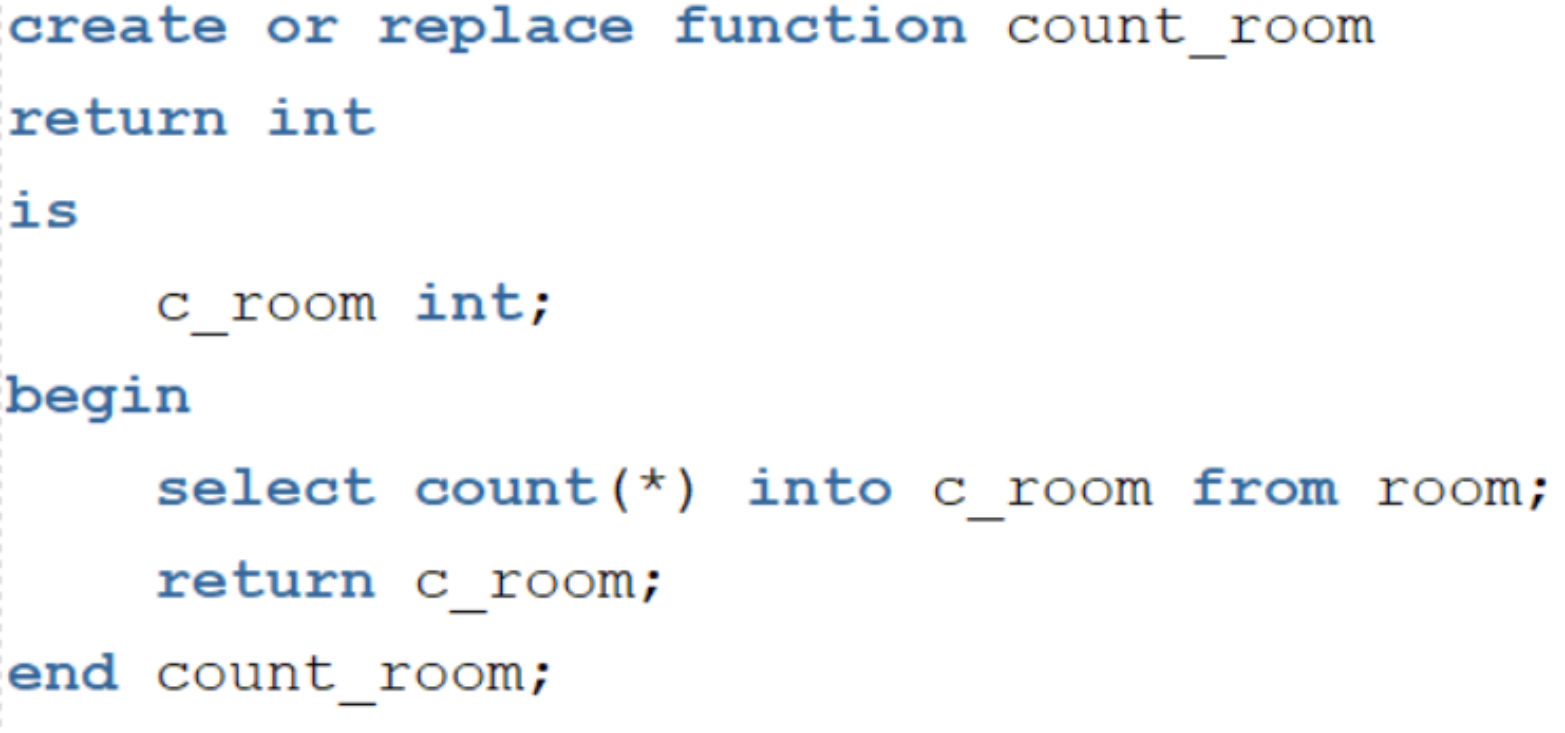 create or replace function count_room
return int
is
    c_room int;
begin
    select count(*) into c_room from room;
    return c_room;
end count_room;